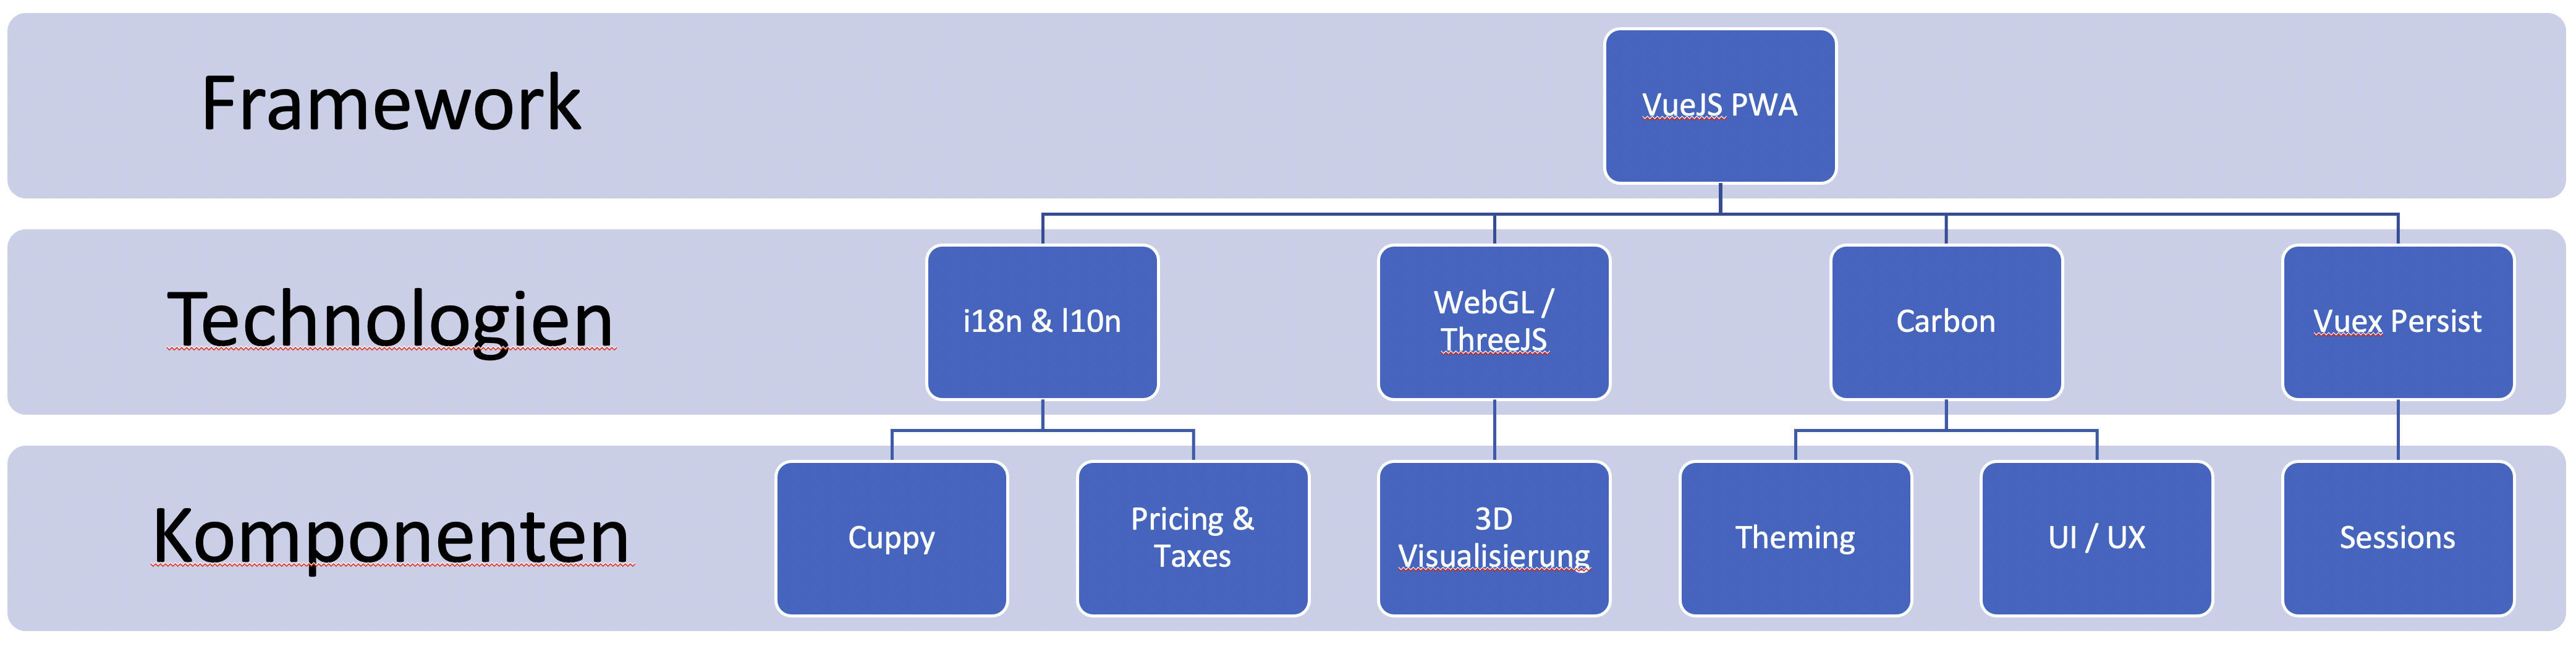 Framework
VueJS PWA
Technologien
i18n & l10n
WebGL /
ThreeJS
Carbon
Vuex Persist
Komponenten
Cuppy
Pricing &
Taxes
3D
Visualisierung
Theming
UI / UX
Sessions